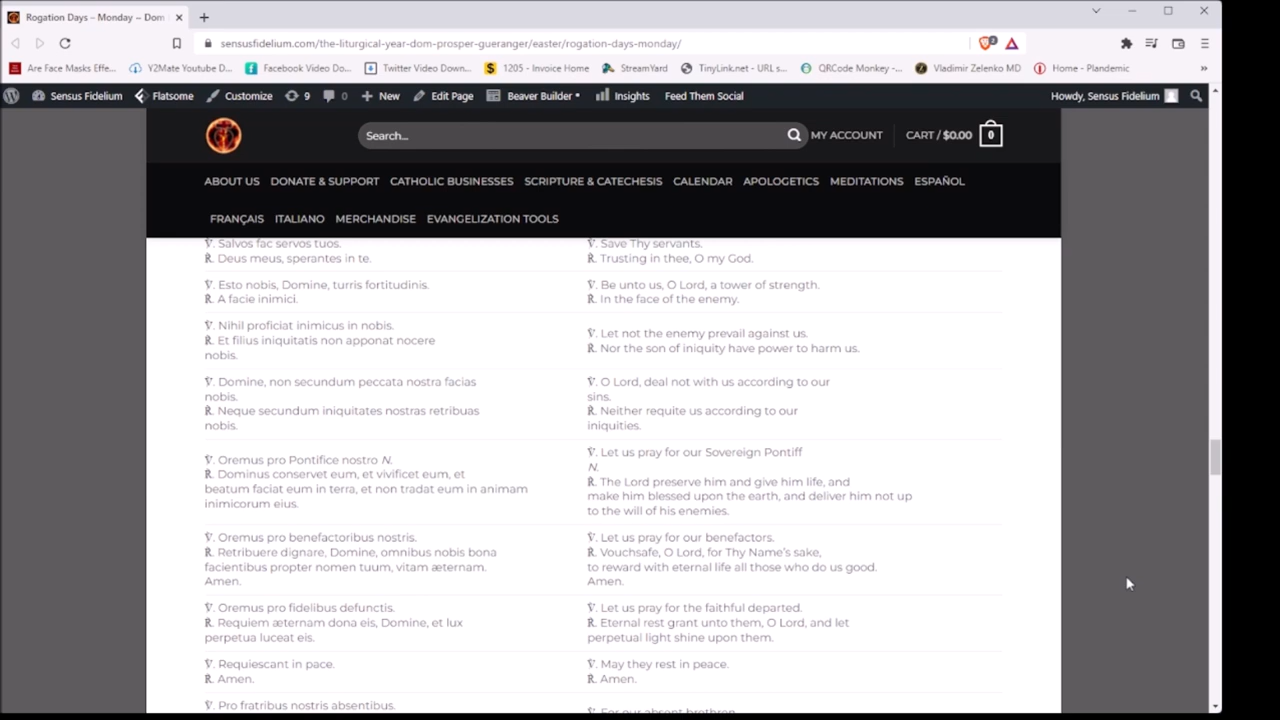 Rogation Days – Monday – Dom
sensusfidelium.com/the-liturgical-year-dom-prosper-gueranger/easter/rogation-days-monday/
2
Are Face Masks Effe...
Y2Mate Youtube D...
Facebook Video Do...
Twitter Video Down...
1205 - Invoice Home
StreamYard
TinyLink.net - URL s...
QRCode Monkey -...
Vladimir Zelenko MD
Home - Plandemic
Sensus Fidelium
Flatsome
Customize
9
0
New
Edit Page
Beaver Builder
Insights
Feed Them Social
Howdy, Sensus Fidelium
Search...
MY ACCOUNT
CART / $0.00
0
ABOUT US
DONATE & SUPPORT
CATHOLIC BUSINESSES
SCRIPTURE & CATECHESIS
CALENDAR
APOLOGETICS
MEDITATIONS
ESPAÑOL
FRANÇAIS
ITALIANO
MERCHANDISE
EVANGELIZATION TOOLS
℣. Salvos fac servos tuos.
℟. Deus meus, sperantes in te.
℣. Save Thy servants.
℟. Trusting in thee, O my God.
℣. Esto nobis, Domine, turris fortitudinis.
℟. A facie inimici.
℣. Be unto us, O Lord, a tower of strength.
℟. In the face of the enemy.
℣. Nihil proficiat inimicus in nobis.
℟. Et filius iniquitatis non apponat nocere
nobis.
℣. Let not the enemy prevail against us.
℟. Nor the son of iniquity have power to harm us.
℣. Domine, non secundum peccata nostra facias
nobis.
℟. Neque secundum iniquitates nostras retribuas
nobis.
℣. O Lord, deal not with us according to our
sins.
℟. Neither requite us according to our
iniquities.
℣. Oremus pro Pontifice nostro N.
℟. Dominus conservet eum, et vivificet eum, et
beatum faciat eum in terra, et non tradat eum in animam
inimicorum eius.
℣. Let us pray for our Sovereign Pontiff
N.
℟. The Lord preserve him and give him life, and
make him blessed upon the earth, and deliver him not up
to the will of his enemies.
℣. Oremus pro benefactoribus nostris.
℟. Retribuere dignare, Domine, omnibus nobis bona
facientibus propter nomen tuum, vitam æternam.
Amen.
℣. Let us pray for our benefactors.
℟. Vouchsafe, O Lord, for Thy Name's sake,
to reward with eternal life all those who do us good.
Amen.
℣. Oremus pro fidelibus defunctis.
℟. Requiem æternam dona eis, Domine, et lux
perpetua luceat eis.
℣. Let us pray for the faithful departed.
℟. Eternal rest grant unto them, O Lord, and let
perpetual light shine upon them.
℣. Requiescant in pace.
℟. Amen.
℣. May they rest in peace.
℟. Amen.
℣. Pro fratribus nostris absentibus.
℣. For our absent brethren.